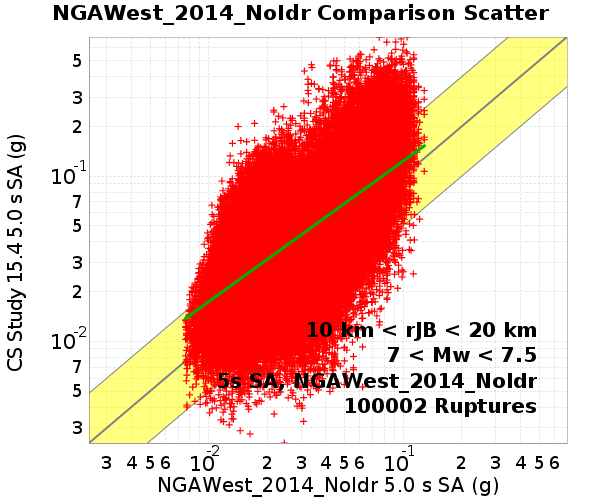 NGAWest_2014_NoIdr Comparison Scatter
CS Study 15.4 5.0 s SA (g)
5
3
2
10-1
7
5
3
2
10-2
7
5
3
10 km < rJB < 20 km
7 < Mw < 7.5
5s SA, NGAWest_2014_NoIdr
100002 Ruptures
3 4 5 6 10-2 2 3 4 5 6 10-1 2 3 4 5 6
NGAWest_2014_NoIdr 5.0 s SA (g)